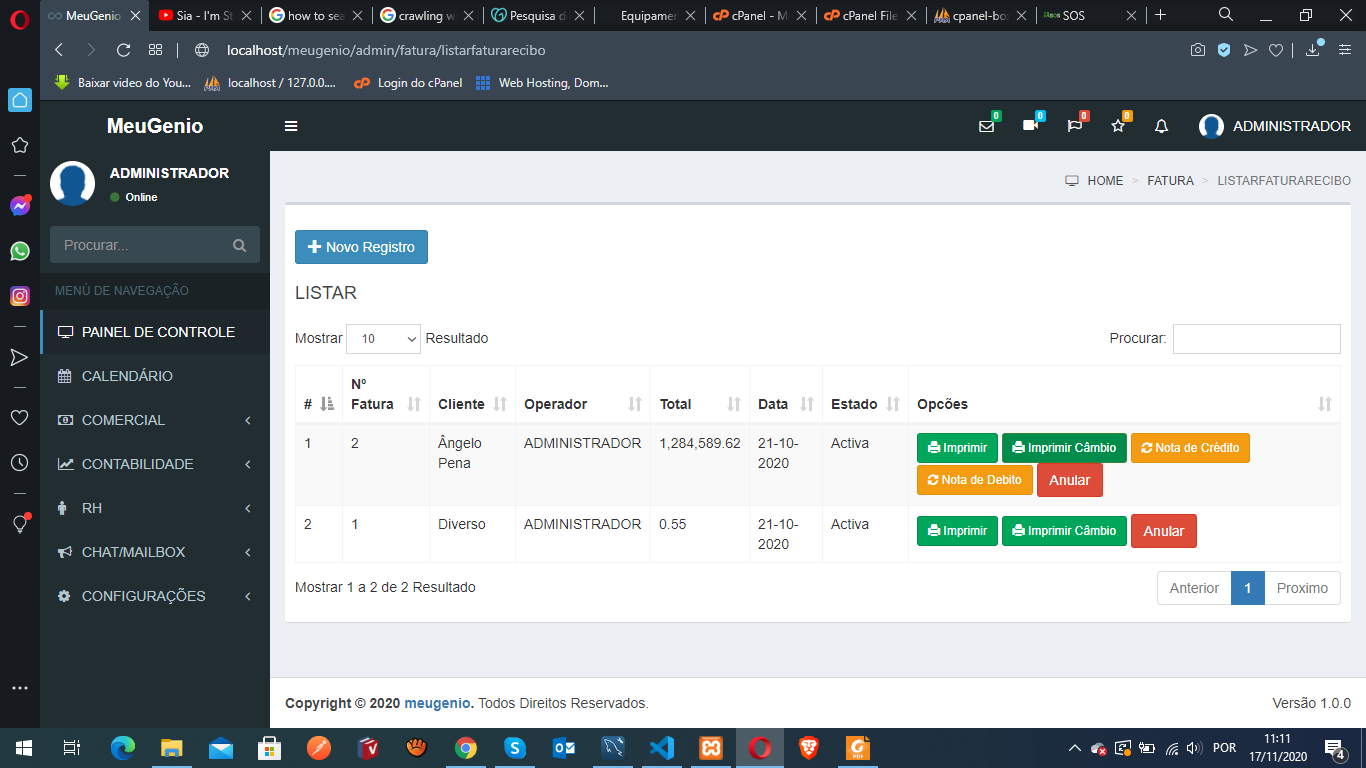 MeuGenio
Sia - I'm St
how to sea
crawling w
Pesquisa d
Equipamer
cPanel - M
cPanel File
cpanel-box
SOS
localhost/meugenio/admin/fatura/listarfaturarecibo
Baixar video do You...
localhost / 127.0.0....
Login do cPanel
Web Hosting, Dom...
MeuGenio
0
0
0
0
ADMINISTRADOR
ADMINISTRADOR
Online
Procurar...
MENÚ DE NAVEGAÇÃO
PAINEL DE CONTROLE
CALENDÁRIO
COMERCIAL
CONTABILIDADE
RH
CHAT/MAILBOX
CONFIGURAÇÕES
HOME > FATURA > LISTARFATURARECIBO
Novo Registro
LISTAR
Mostrar 10 Resultado
Procurar:
# Nº Fatura Cliente Operador Total Data Estado Opcões
1 2 Ângelo Pena ADMINISTRADOR 1,284,589.62 21-10-2020 Activa Imprimir Imprimir Câmbio Nota de Crédito
Nota de Debito Anular
2 1 Diverso ADMINISTRADOR 0.55 21-10-2020 Activa Imprimir Imprimir Câmbio Anular
Mostrar 1 a 2 de 2 Resultado
Anterior 1 Proximo
Copyright © 2020 meugenio. Todos Direitos Reservados.
Versão 1.0.0
POR
11:11
17/11/2020
4